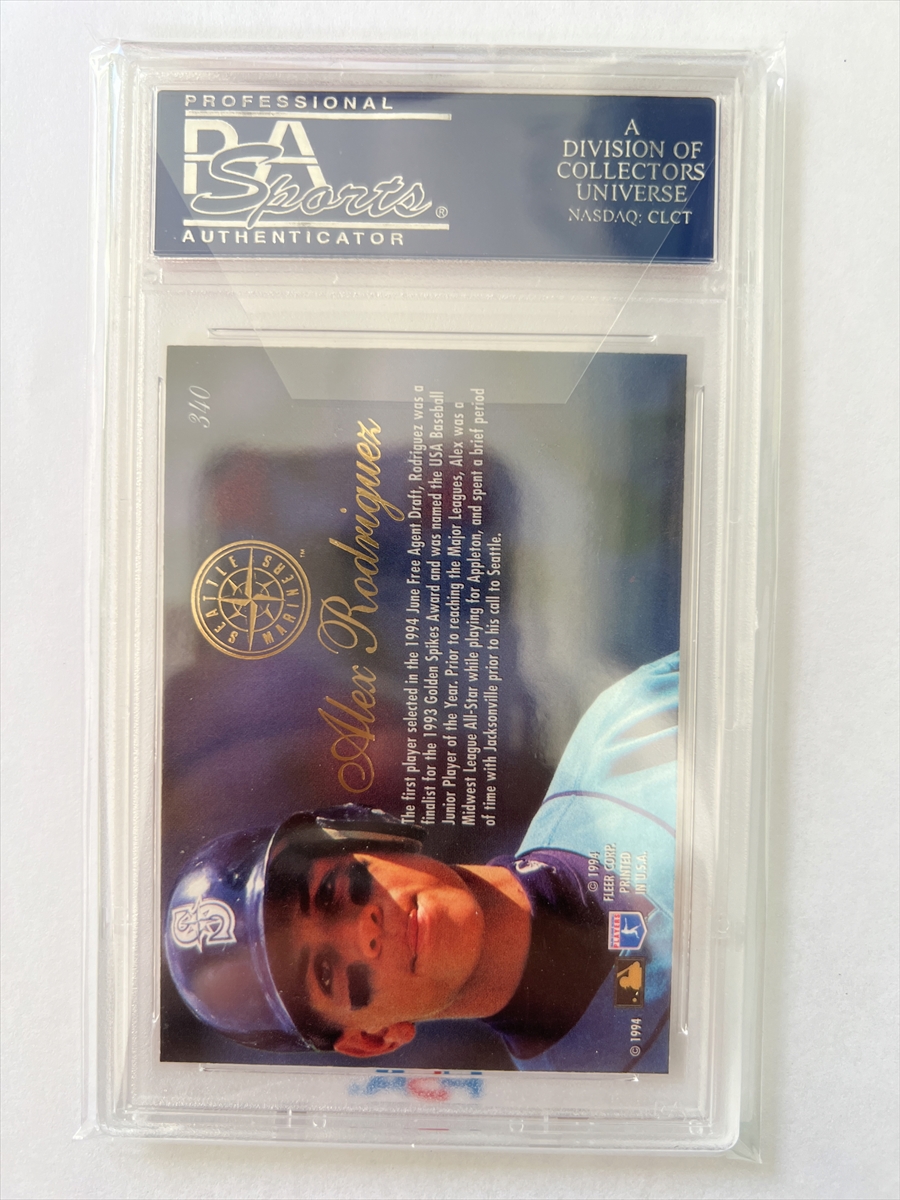 PROFESSIONAL
PSA
Sports®
AUTHENTICATOR
A
DIVISION OF
COLLECTORS
UNIVERSE
NASDAQ: CLCT
340
SEATTLE
MARINERS
™
Alex Rodriguez
The first player selected in the 1994 June Free Agent Draft, Rodriguez was a
finalist for the 1993 Golden Spikes Award and was named the USA Baseball
Junior Player of the Year. Prior to reaching the Major Leagues, Alex was a
Midwest League All-Star while playing for Appleton, and spent a brief period
of time with Jacksonville prior to his call to Seattle.
S
© 1994
FLEER CORP.
PRINTED
IN U.S.A.
PLAYERS
© 1994